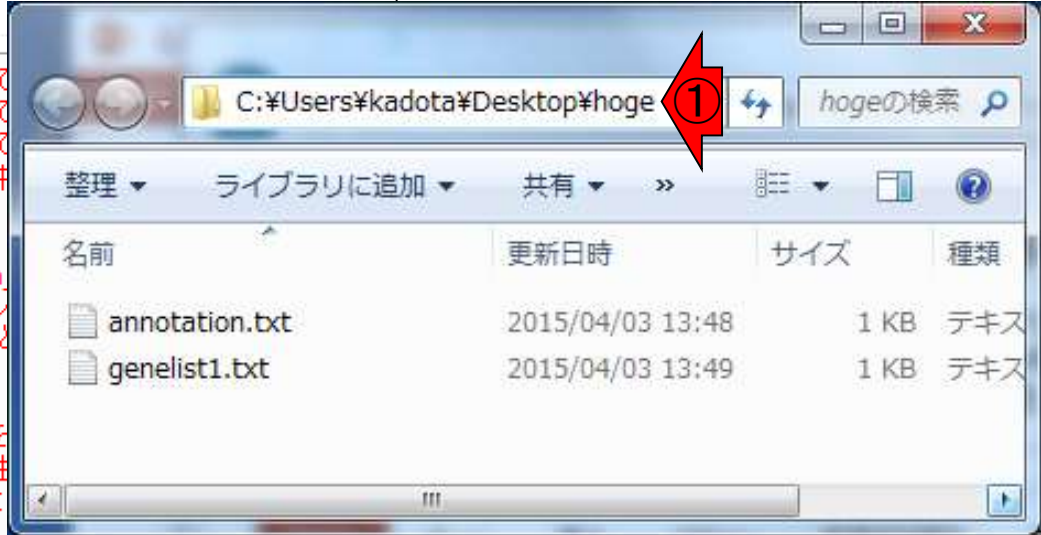 C:¥Users¥kadota¥Desktop¥hoge
①
hogeの検索
整理 ▼ ライブラリに追加 ▼ 共有 ▼ »
名前 更新日時 サイズ 種類
annotation.txt 2015/04/03 13:48 1 KB テキス
genelist1.txt 2015/04/03 13:49 1 KB テキス